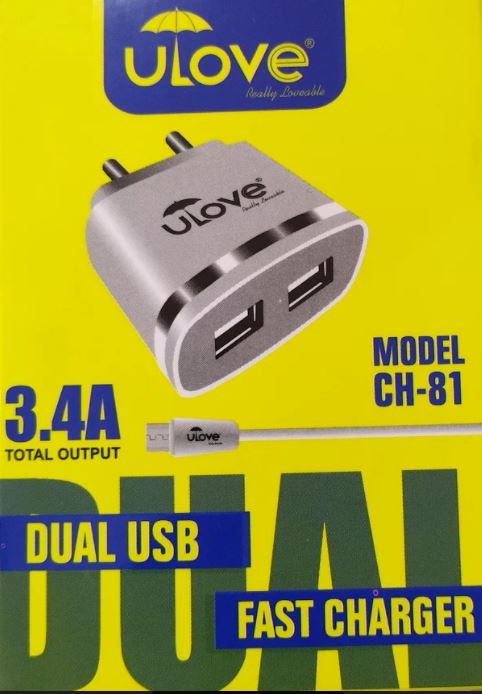 ULove®
Really Loveable
ULove®
Really Loveable
MODEL
CH-81
3.4A
TOTAL OUTPUT
ULove
DUAL
DUAL USB
FAST CHARGER